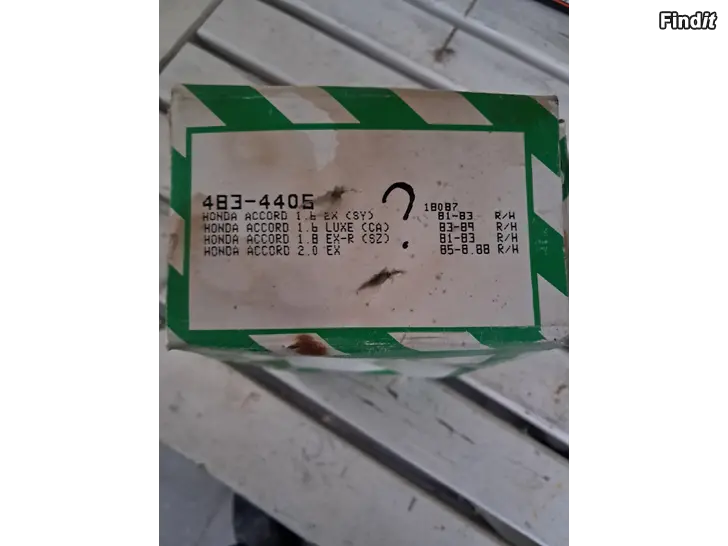 Findit
483-4405
?
18087
HONDA ACCORD 1.6 EX (SY) 81-83 R/H
HONDA ACCORD 1.6 LUXE (CA) 83-89 R/H
HONDA ACCORD 1.8 EX-R (SZ) 81-83 R/H
HONDA ACCORD 2.0 EX 85-8.88 R/H